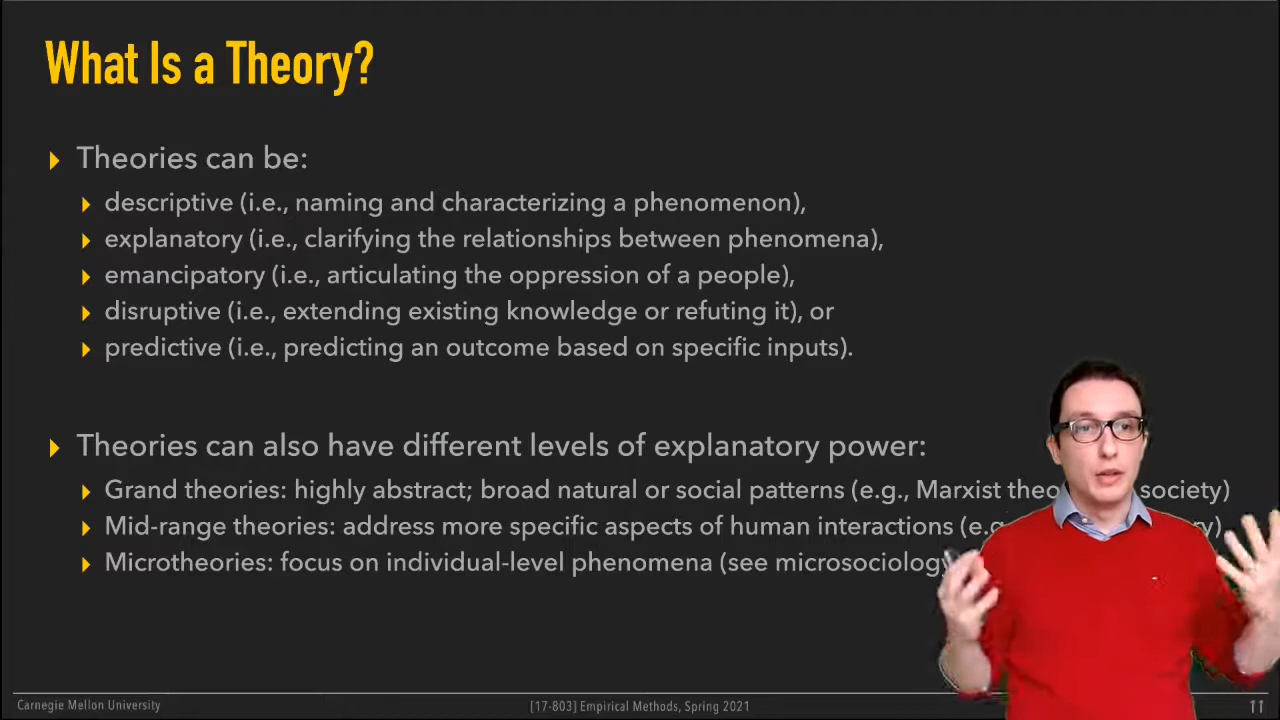 What Is a Theory?
Theories can be:
descriptive (i.e., naming and characterizing a phenomenon),
explanatory (i.e., clarifying the relationships between phenomena),
emancipatory (i.e., articulating the oppression of a people),
disruptive (i.e., extending existing knowledge or refuting it), or
predictive (i.e., predicting an outcome based on specific inputs).
Theories can also have different levels of explanatory power:
Grand theories: highly abstract; broad natural or social patterns (e.g., Marxist society)
Mid-range theories: address more specific aspects of human interactions
Microtheories: focus on individual-level phenomena (see microsociology
Carnegie Mellon University
[17-803] Empirical Methods, Spring 2021
11